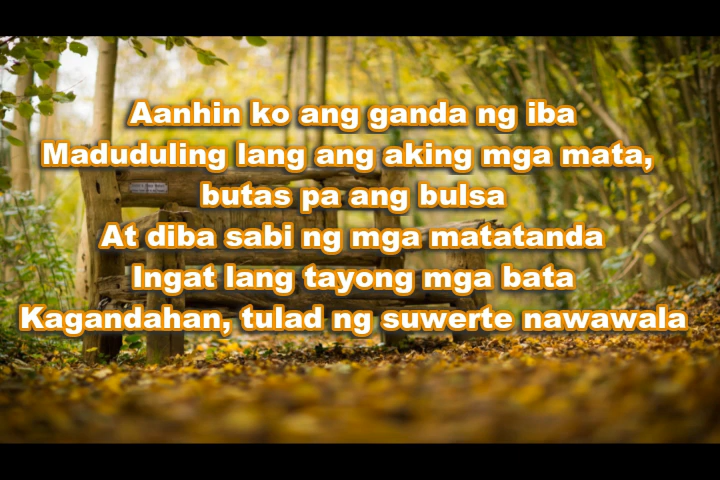 Aanhin ko ang ganda ng iba
Maduduling lang ang aking mga mata,
butas pa ang bulsa
At diba sabi ng mga matatanda
Ingat lang tayong mga bata
Kagandahan, tulad ng suwerte nawawala